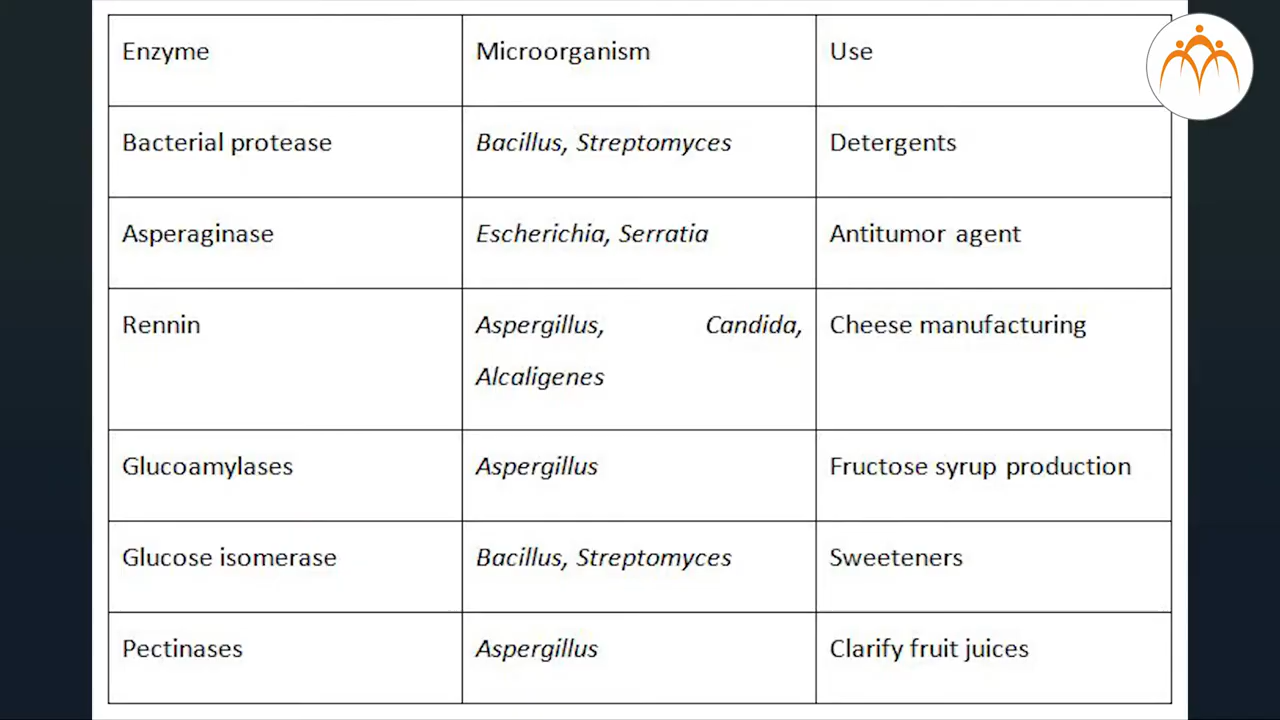 Enzyme Microorganism Use
Bacterial protease Bacillus, Streptomyces Detergents
Asperaginase Escherichia, Serratia Antitumor agent
Rennin Aspergillus, Candida, Cheese manufacturing
Alcaligenes
Glucoamylases Aspergillus Fructose syrup production
Glucose isomerase Bacillus, Streptomyces Sweeteners
Pectinases Aspergillus Clarify fruit juices